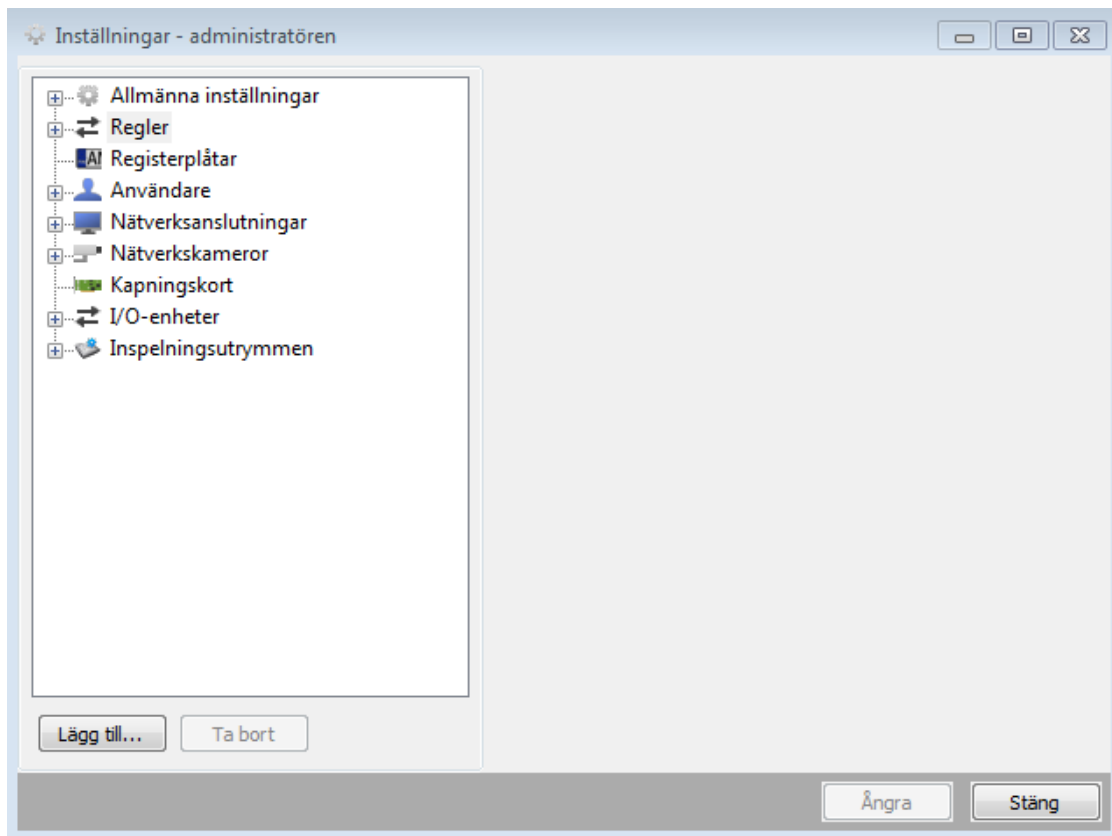 Inställningar - administratören
Allmänna inställningar
Regler
Registerplåtar
Användare
Nätverksanslutningar
Nätverkskameror
Kapningskort
I/O-enheter
Inspelningsutrymmen
Lägg till...
Ta bort
Ångra
Stäng